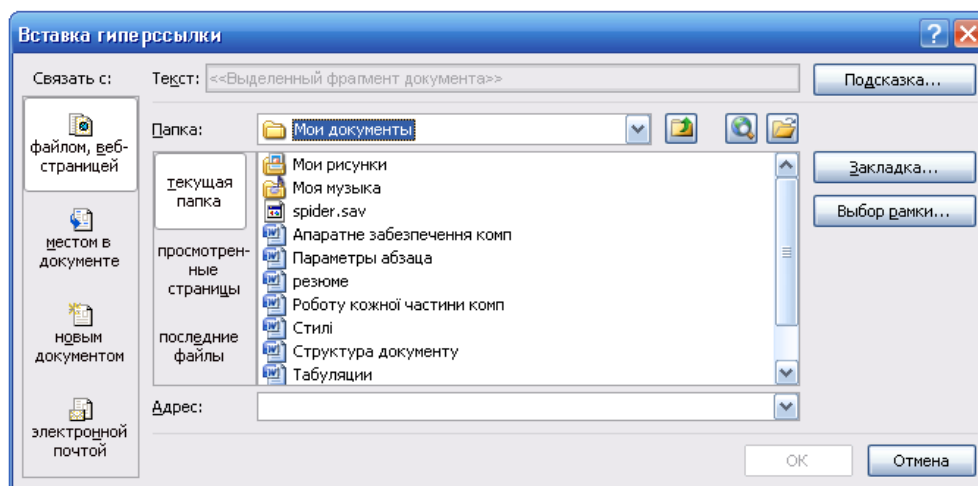 Вставка гиперссылки
Связать с:
Текст: <<Выделенный фрагмент документа>>
Подсказка...
файлом, веб-
страницей
местом в
документе
новым
документом
электронной
почтой
Папка: Мои документы
текущая
папка
просмотрен-
ные
страницы
последние
файлы
Мои рисунки
Моя музыка
spider.sav
Апаратне забезпечення комп
Параметры абзаца
резюме
Роботу кожної частини комп
Стилі
Структура документу
Табуляции
Закладка...
Выбор рамки...
Адрес:
ОК
Отмена